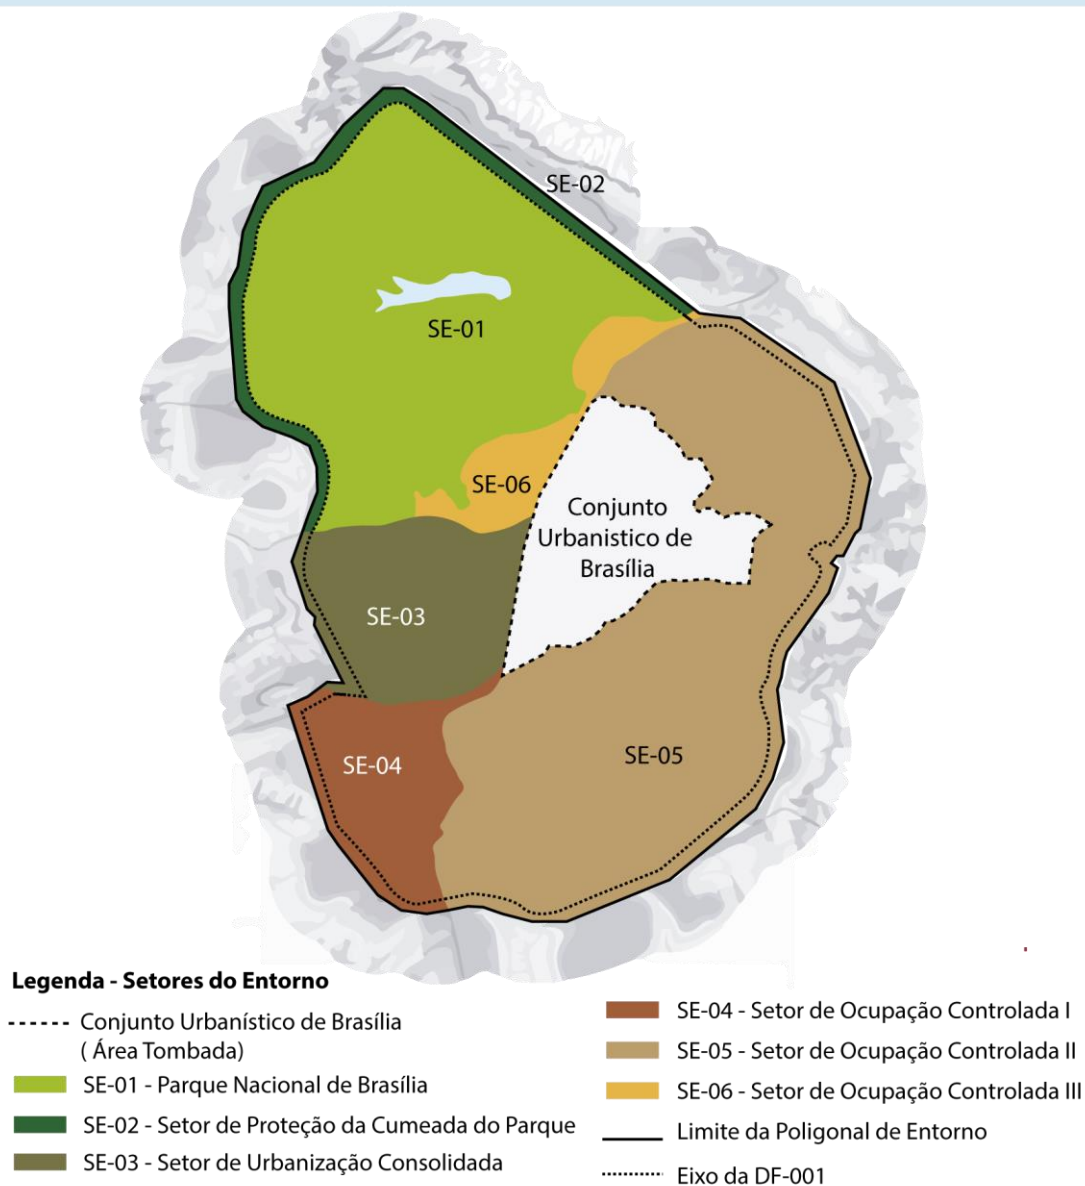 SE-02
SE-01
SE-06
Conjunto
Urbanistico de
Brasília
SE-03
SE-05
SE-04
Legenda - Setores do Entorno
Conjunto Urbanístico de Brasília
( Área Tombada)
SE-01 - Parque Nacional de Brasília
SE-02 - Setor de Proteção da Cumeada do Parque
SE-03 - Setor de Urbanização Consolidada
SE-04 - Setor de Ocupação Controlada I
SE-05 - Setor de Ocupação Controlada II
SE-06 - Setor de Ocupação Controlada III
Limite da Poligonal de Entorno
Eixo da DF-001